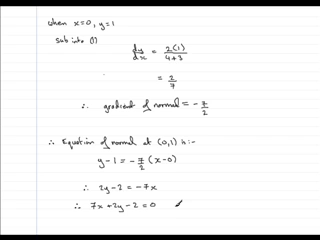 when x=0, y=1
sub into (1)
dy/dx = 2(1)/4+3
= 2/7
∴ gradient of normal = -7/2
∴ Equation of normal at (0,1) is:-
y-1 = -7/2 (x-0)
∴ 2y-2 = -7x
∴ 7x+2y-2=0